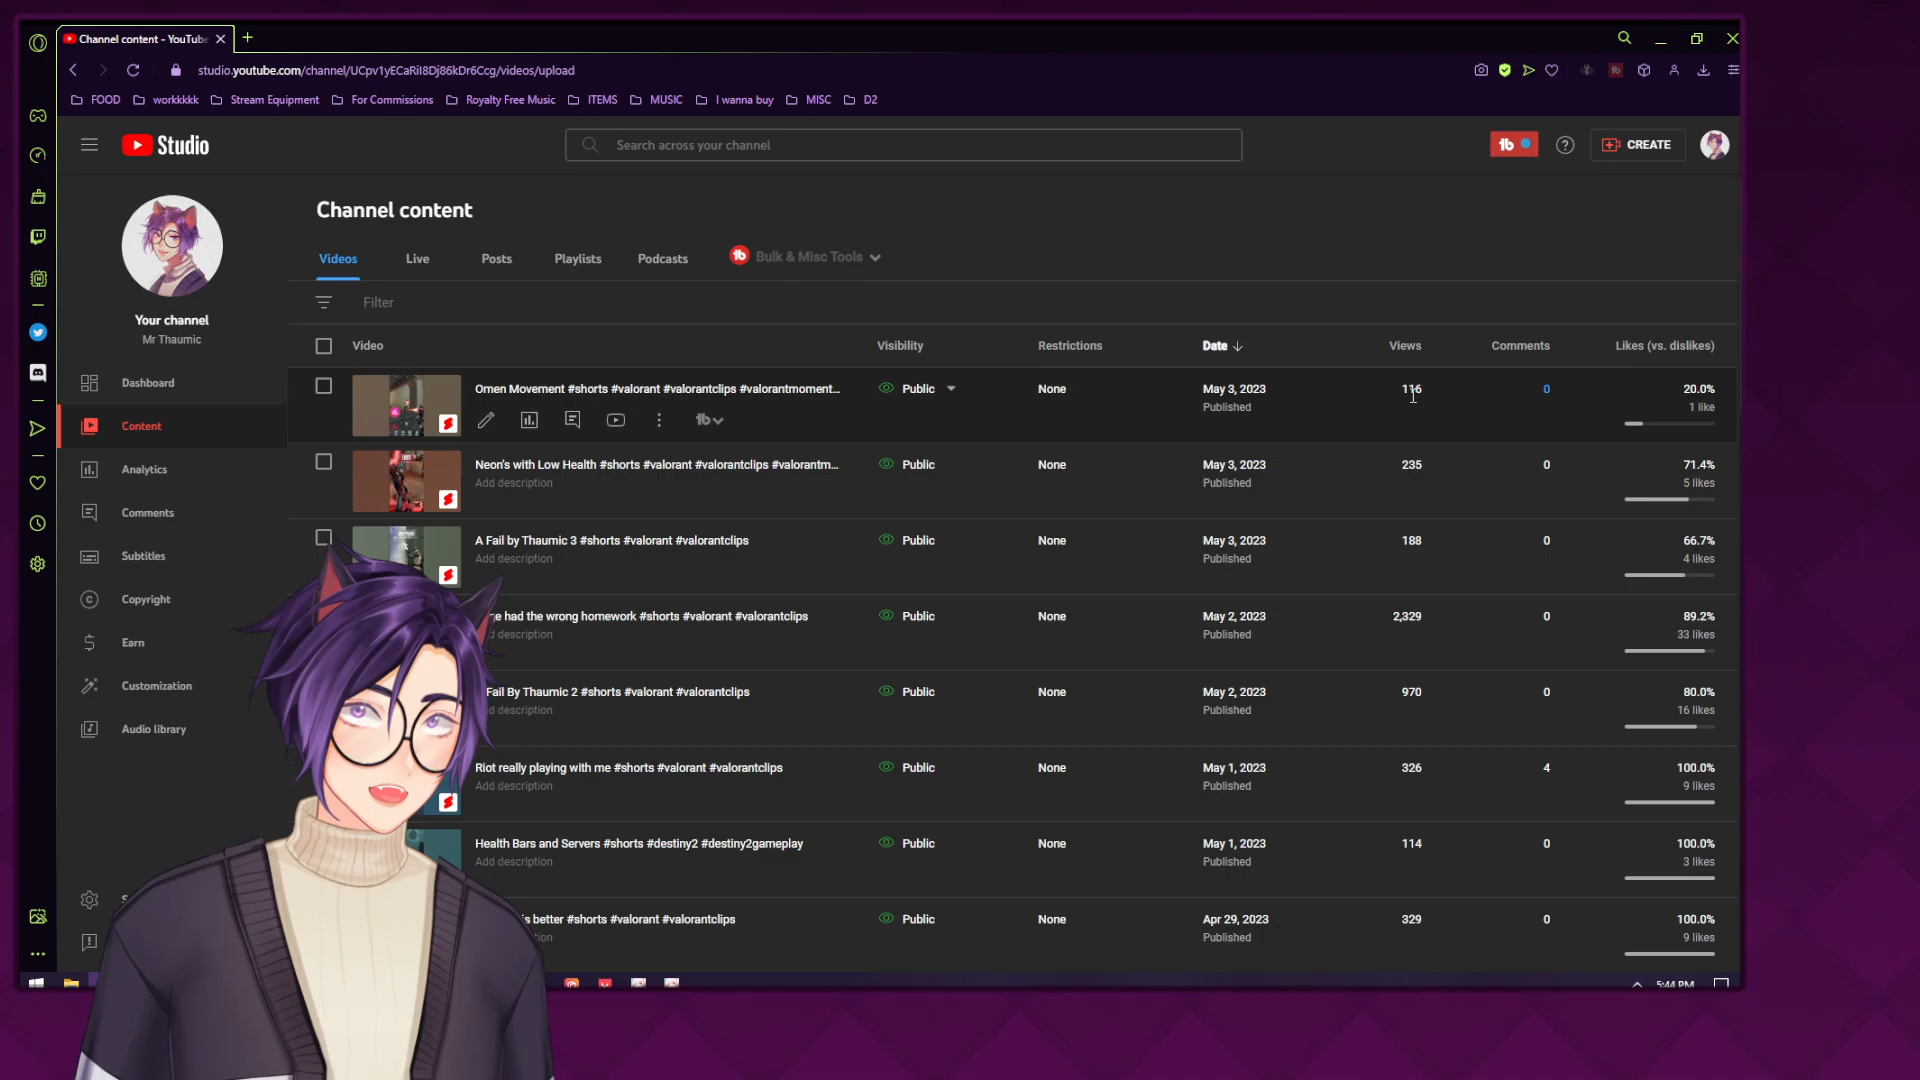 Channel content - YouTube
studio.youtube.com/channel/UCpv1yECaRiI8Dj86kDr6Ccg/videos/upload
FOOD workkkkk Stream Equipment For Commissions Royalty Free Music ITEMS MUSIC I wanna buy MISC D2
Studio
Search across your channel
CREATE
Your channel
Mr Thaumic
Dashboard
Content
Analytics
Comments
Subtitles
Copyright
Earn
Customization
Audio library
Channel content
Videos Live Posts Playlists Podcasts Bulk & Misc Tools
Filter
Video Visibility Restrictions Date Views Comments Likes (vs. dislikes)
Omen Movement #shorts #valorant #valorantclips #valorantmoment... Public None May 3, 2023 116 0 20.0%
Published 1 like
Neon's with Low Health #shorts #valorant #valorantclips #valorantm... Public None May 3, 2023 235 0 71.4%
Add description Published 5 likes
A Fail by Thaumic 3 #shorts #valorant #valorantclips Public None May 3, 2023 188 0 66.7%
Add description Published 4 likes
had the wrong homework #shorts #valorant #valorantclips Public None May 2, 2023 2,329 0 89.2%
description Published 33 likes
Fail By Thaumic 2 #shorts #valorant #valorantclips Public None May 2, 2023 970 0 80.0%
description Published 16 likes
Riot really playing with me #shorts #valorant #valorantclips Public None May 1, 2023 326 4 100.0%
Add description Published 9 likes
Health Bars and Servers #shorts #destiny2 #destiny2gameplay Public None May 1, 2023 114 0 100.0%
Add description Published 3 likes
is better #shorts #valorant #valorantclips Public None Apr 29, 2023 329 0 100.0%
Published 9 likes
5:44 PM